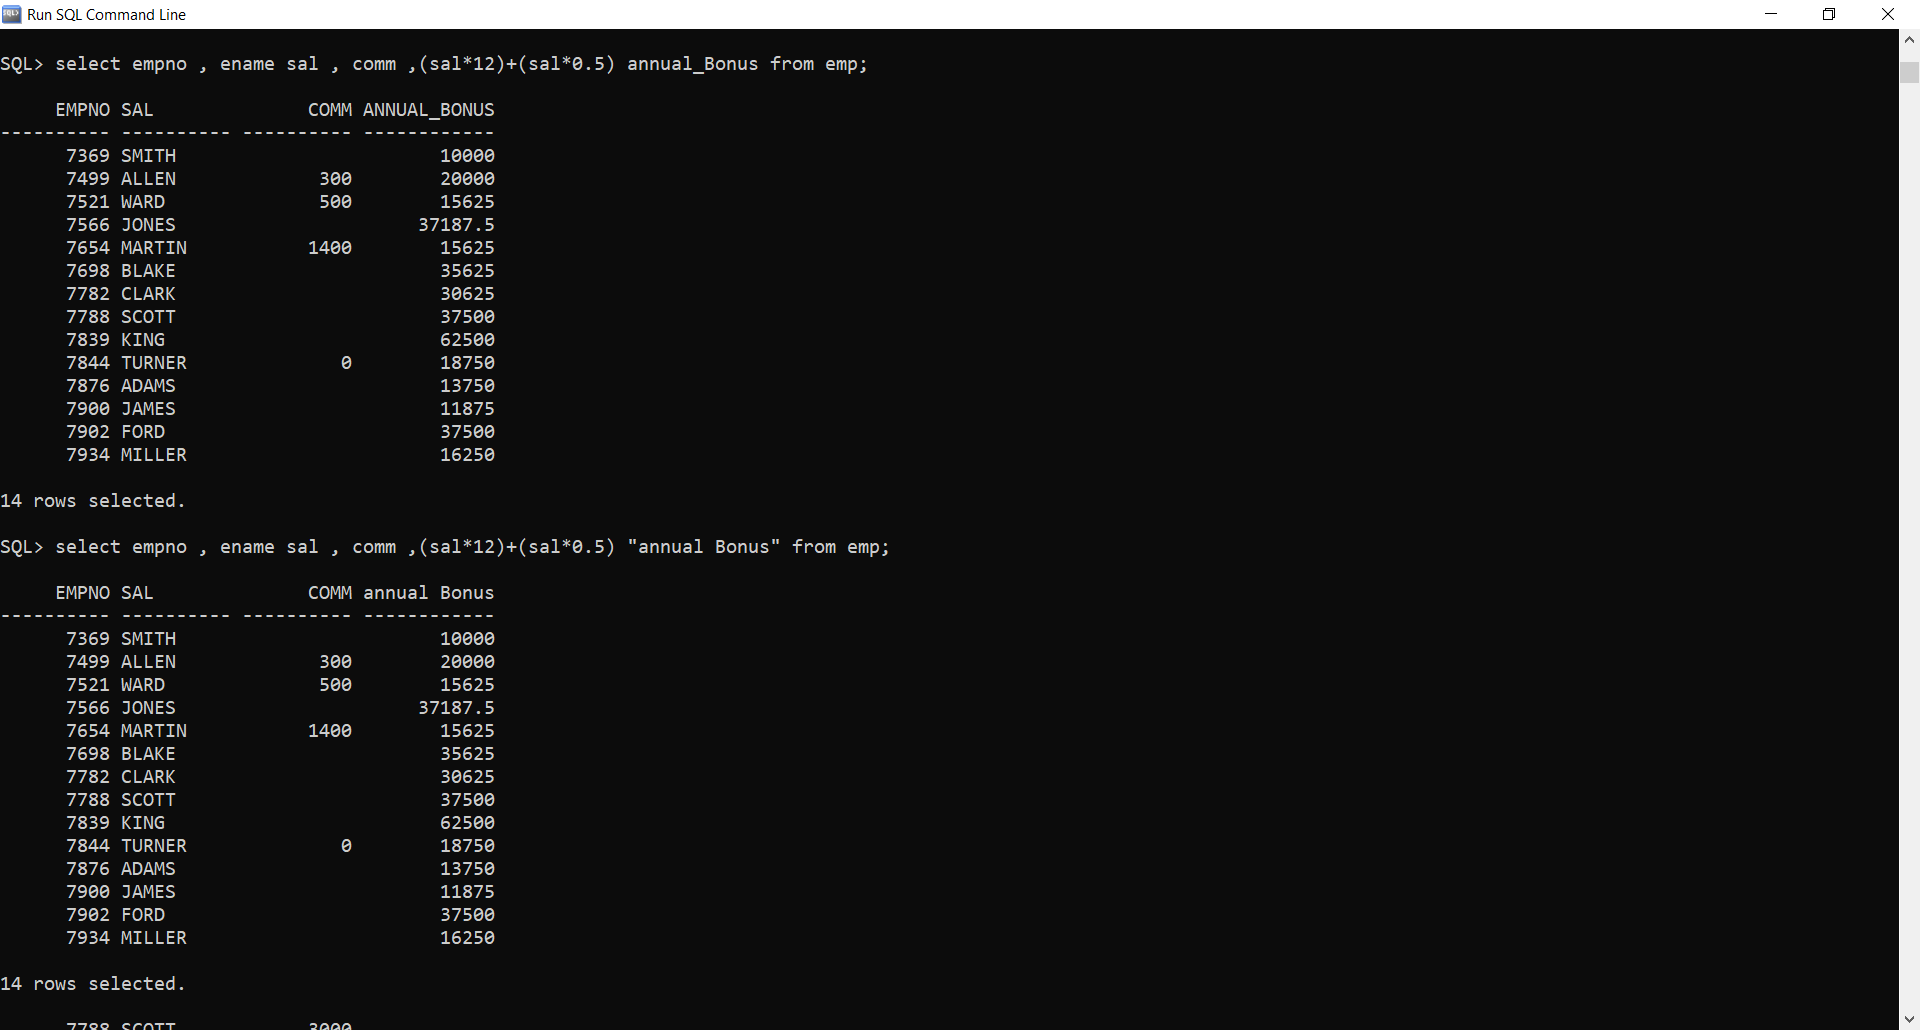 Run SQL Command Line
SQL> select empno , ename sal , comm ,(sal*12)+(sal*0.5) annual_Bonus from emp;
     EMPNO SAL              COMM ANNUAL_BONUS
---------- ---------- ---------- ------------
      7369 SMITH                        10000
      7499 ALLEN             300        20000
      7521 WARD              500        15625
      7566 JONES                      37187.5
      7654 MARTIN           1400        15625
      7698 BLAKE                        35625
      7782 CLARK                        30625
      7788 SCOTT                        37500
      7839 KING                         62500
      7844 TURNER              0        18750
      7876 ADAMS                        13750
      7900 JAMES                        11875
      7902 FORD                         37500
      7934 MILLER                       16250
14 rows selected.
SQL> select empno , ename sal , comm ,(sal*12)+(sal*0.5) "annual Bonus" from emp;
     EMPNO SAL              COMM annual Bonus
---------- ---------- ---------- ------------
      7369 SMITH                        10000
      7499 ALLEN             300        20000
      7521 WARD              500        15625
      7566 JONES                      37187.5
      7654 MARTIN           1400        15625
      7698 BLAKE                        35625
      7782 CLARK                        30625
      7788 SCOTT                        37500
      7839 KING                         62500
      7844 TURNER              0        18750
      7876 ADAMS                        13750
      7900 JAMES                        11875
      7902 FORD                         37500
      7934 MILLER                       16250
14 rows selected.
      7788 SCOTT            3000